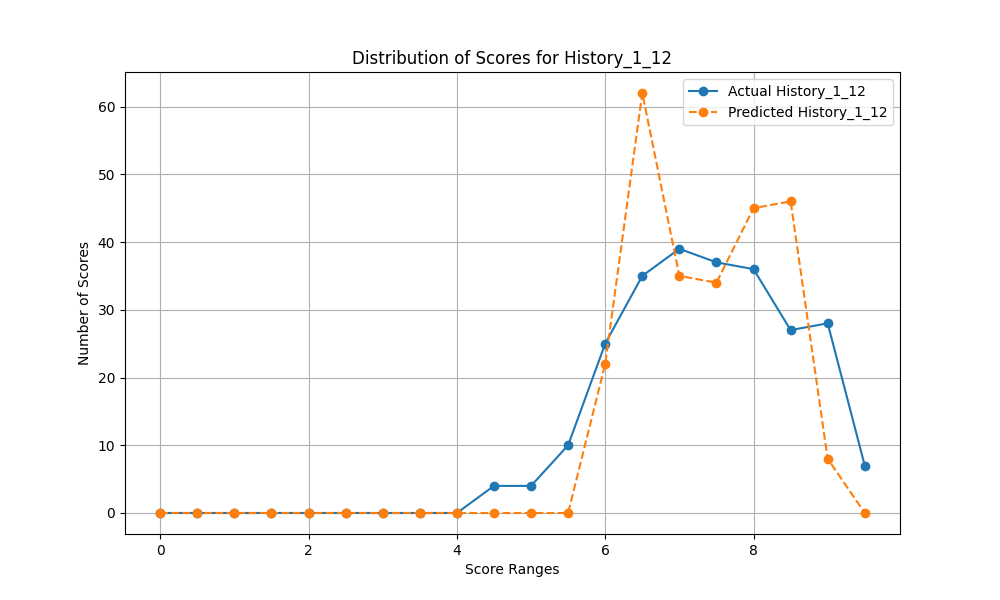 Distribution of Scores for History_1_12
Actual History_1_12
Predicted History_1_12
Number of Scores
60
50
40
30
20
10
0
0 2 4 6 8
Score Ranges